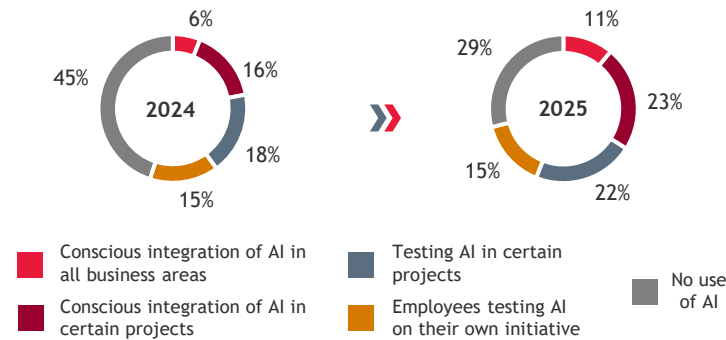 6%
16%
18%
15%
45%
2024
11%
23%
22%
15%
29%
2025
Conscious integration of AI in
all business areas
Conscious integration of AI in
certain projects
Testing AI in certain
projects
Employees testing AI
on their own initiative
No use
of AI